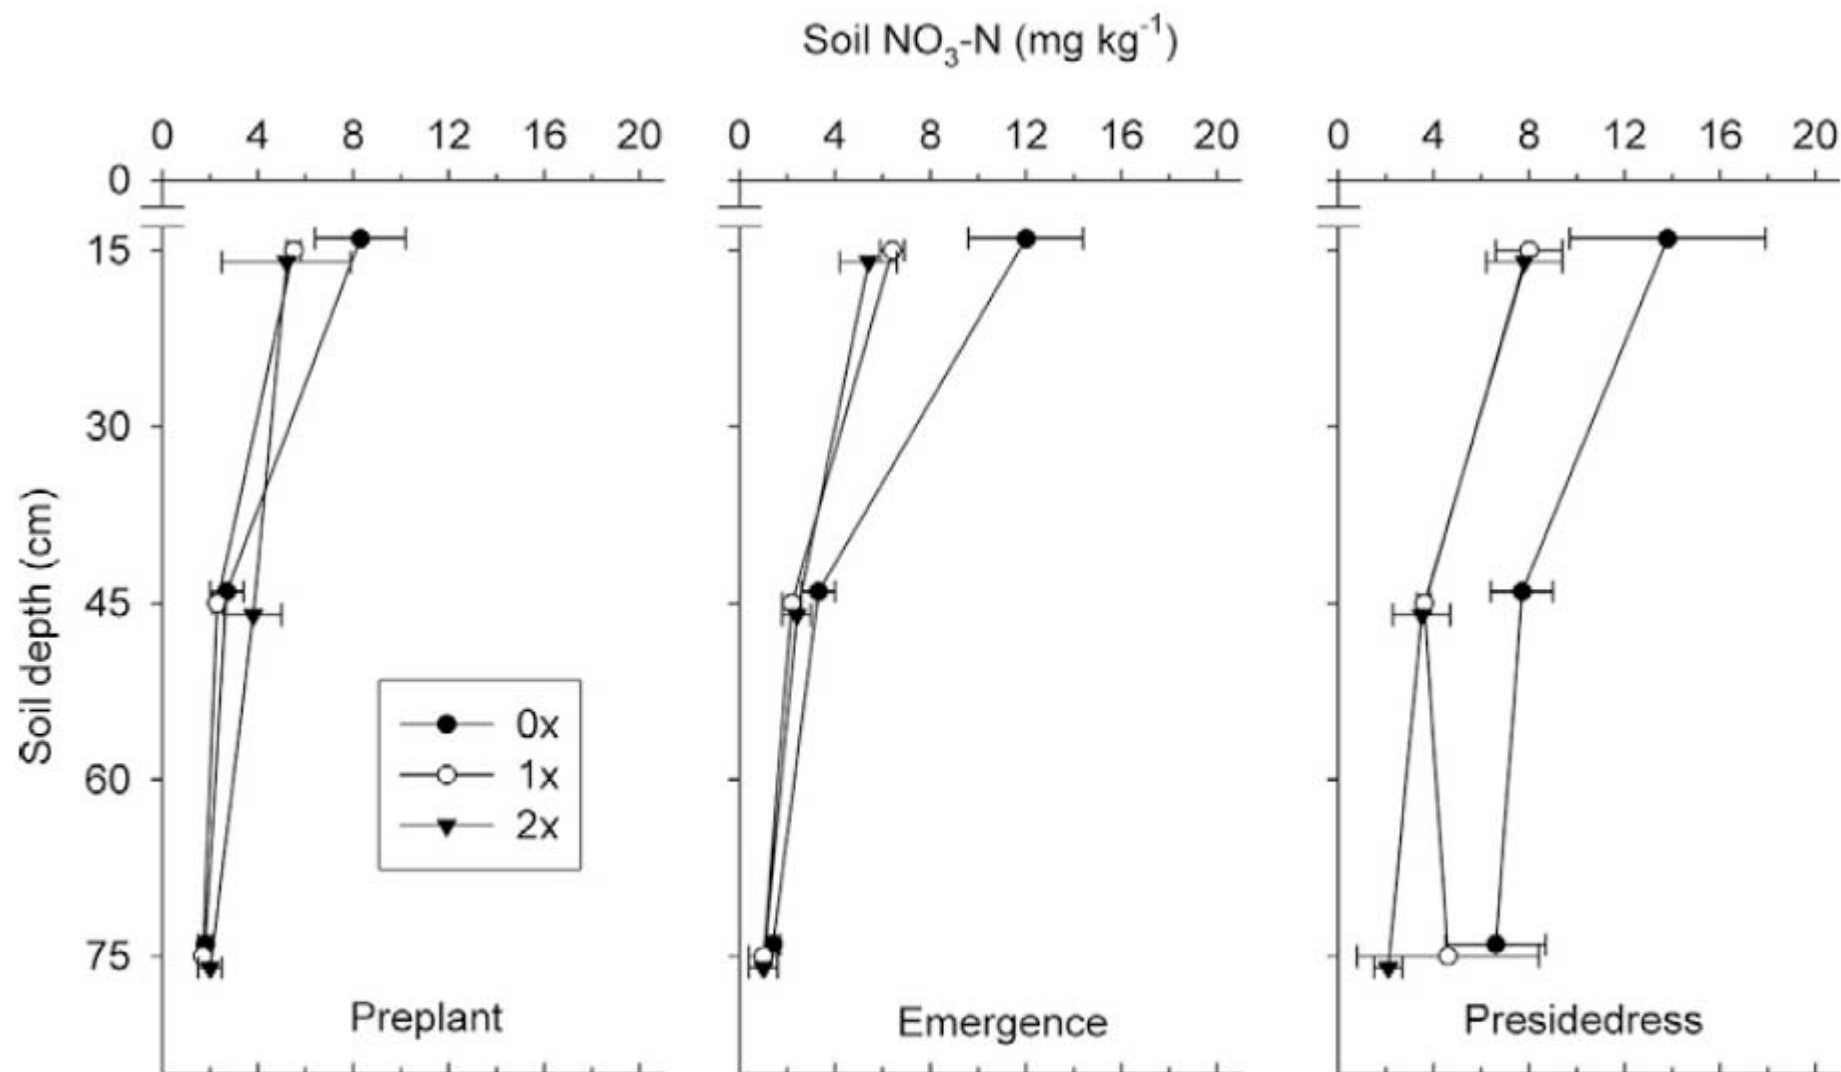 Soil NO₃-N (mg kg⁻¹)
0 4 8 12 16 20
0 4 8 12 16 20
0 4 8 12 16 20
0
15
30
45
60
75
Soil depth (cm)
0x
1x
2x
Preplant
Emergence
Presidedress